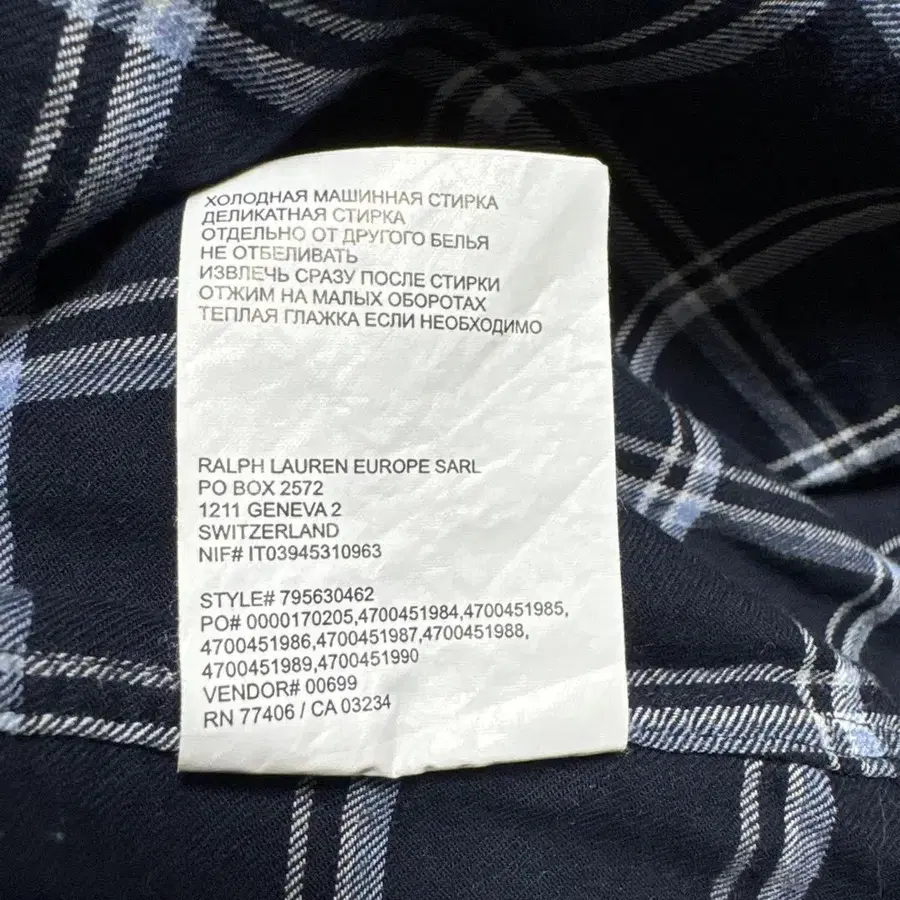 ХОЛОДНАЯ МАШИННАЯ СТИРКА
ДЕЛИКАТНАЯ СТИРКА
ОТДЕЛЬНО ОТ ДРУГОГО БЕЛЬЯ
НЕ ОТБЕЛИВАТЬ
ИЗВЛЕЧЬ СРАЗУ ПОСЛЕ СТИРКИ
ОТЖИМ НА МАЛЫХ ОБОРОТАХ
ТЕПЛАЯ ГЛАЖКА ЕСЛИ НЕОБХОДИМО
RALPH LAUREN EUROPE SARL
PO BOX 2572
1211 GENEVA 2
SWITZERLAND
NIF# IT03945310963
STYLE# 795630462
PO# 0000170205,4700451984,4700451985,
4700451986,4700451987,4700451988,
4700451989,4700451990
VENDOR# 00699
RN 77406 / CA 03234